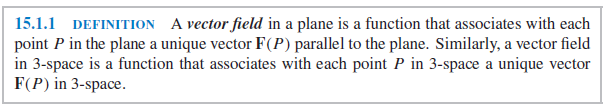 15.1.1 DEFINITION A vector field in a plane is a function that associates with each
point P in the plane a unique vector F(P) parallel to the plane. Similarly, a vector field
in 3-space is a function that associates with each point P in 3-space a unique vector
F(P) in 3-space.